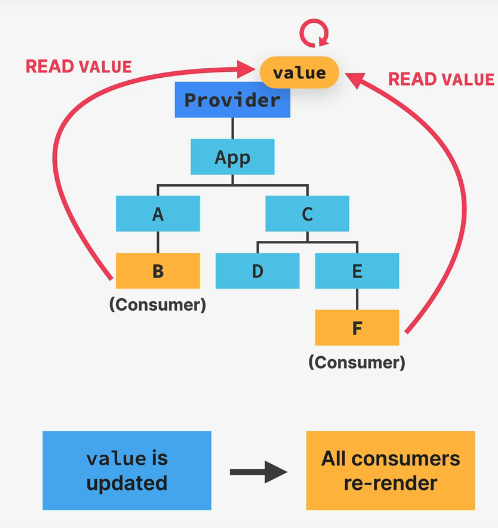 READ VALUE
value
READ VALUE
Provider
App
A
C
B
D
E
(Consumer)
F
(Consumer)
value is
updated
All consumers
re-render